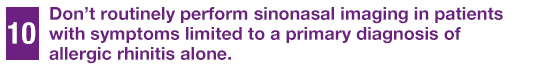 10
Don’t routinely perform sinonasal imaging in patients
with symptoms limited to a primary diagnosis of
allergic rhinitis alone.